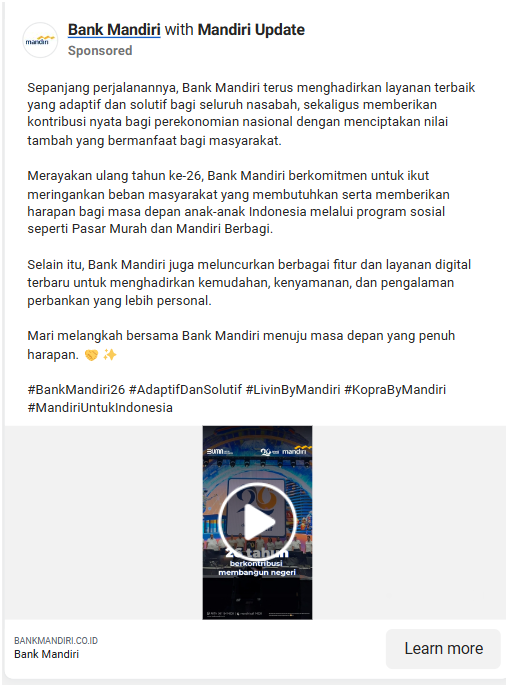 mandiri
Bank Mandiri with Mandiri Update
Sponsored
Sepanjang perjalanannya, Bank Mandiri terus menghadirkan layanan terbaik
yang adaptif dan solutif bagi seluruh nasabah, sekaligus memberikan
kontribusi nyata bagi perekonomian nasional dengan menciptakan nilai
tambah yang bermanfaat bagi masyarakat.
Merayakan ulang tahun ke-26, Bank Mandiri berkomitmen untuk ikut
meringankan beban masyarakat yang membutuhkan serta memberikan
harapan bagi masa depan anak-anak Indonesia melalui program sosial
seperti Pasar Murah dan Mandiri Berbagi.
Selain itu, Bank Mandiri juga meluncurkan berbagai fitur dan layanan digital
terbaru untuk menghadirkan kemudahan, kenyamanan, dan pengalaman
perbankan yang lebih personal.
Mari melangkah bersama Bank Mandiri menuju masa depan yang penuh
harapan. 🤝 ✨
#BankMandiri26 #AdaptifDanSolutif #LivinByMandiri #KopraByMandiri
#MandiriUntukIndonesia
BUMN 26 mandiri
26
26 tahun
berkontribusi
membangun negeri
BANKMANDIRI.CO.ID
Bank Mandiri
Learn more